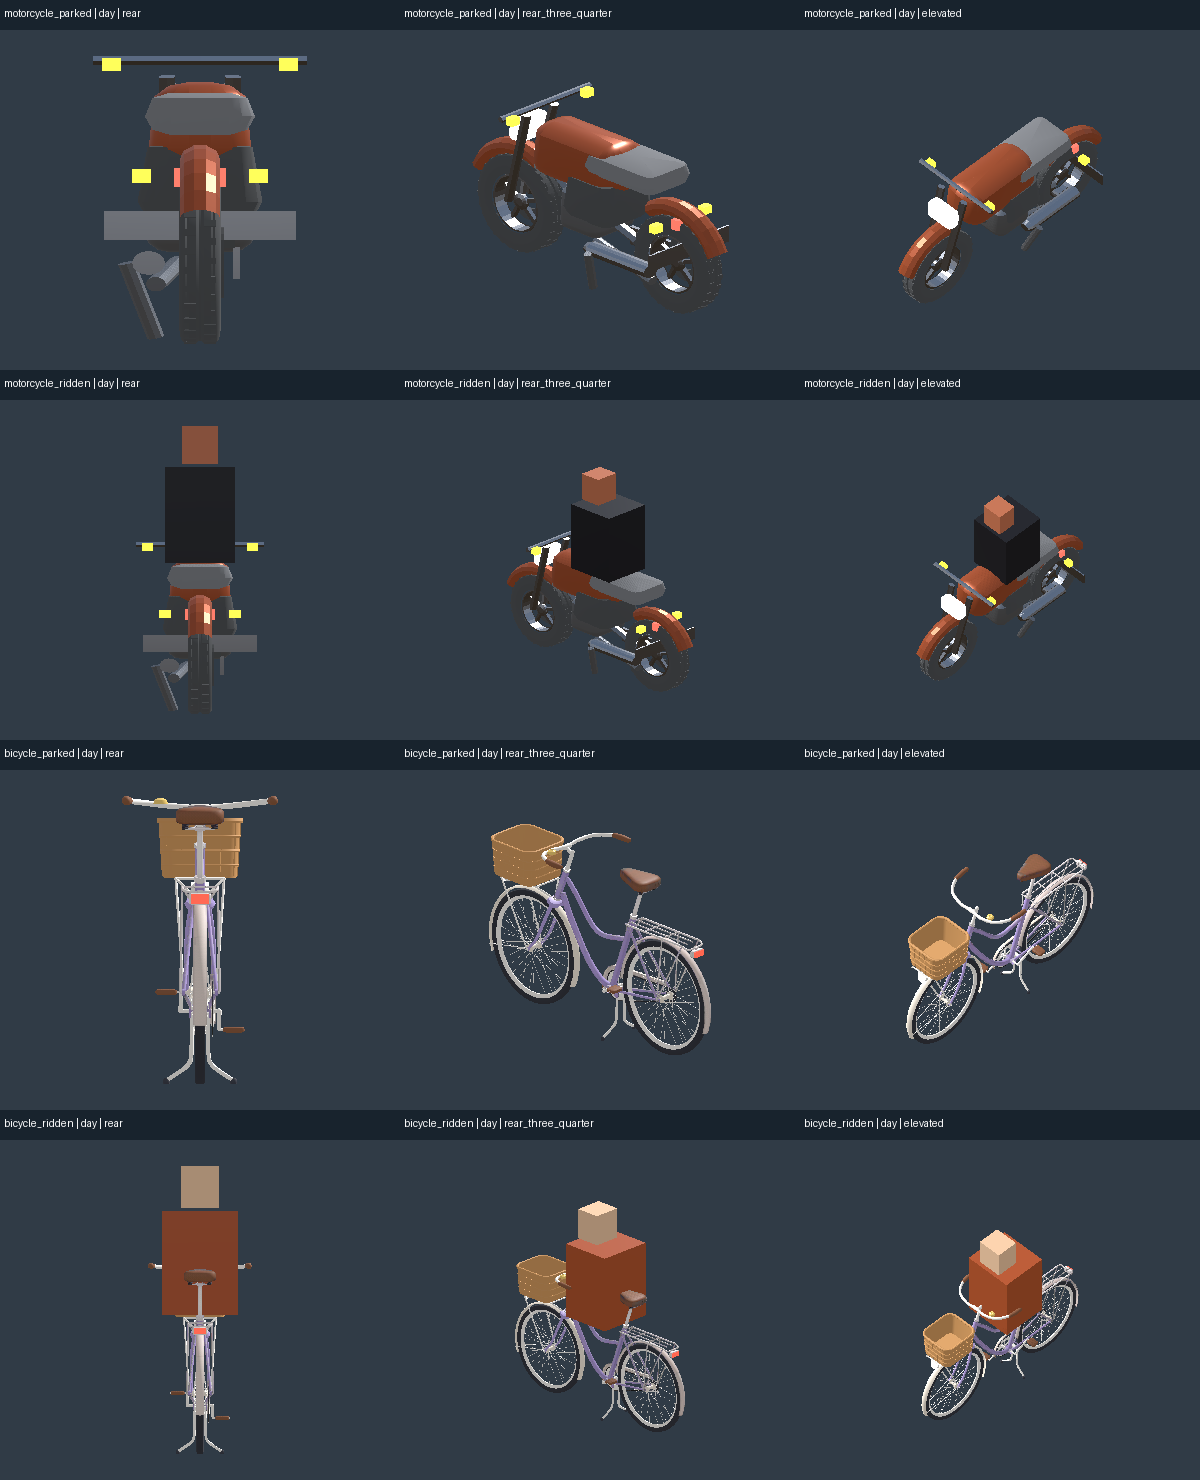 motorcycle_parked | day | rear
motorcycle_parked | day | rear_three_quarter
motorcycle_parked | day | elevated
motorcycle_ridden | day | rear
motorcycle_ridden | day | rear_three_quarter
motorcycle_ridden | day | elevated
bicycle_parked | day | rear
bicycle_parked | day | rear_three_quarter
bicycle_parked | day | elevated
bicycle_ridden | day | rear
bicycle_ridden | day | rear_three_quarter
bicycle_ridden | day | elevated